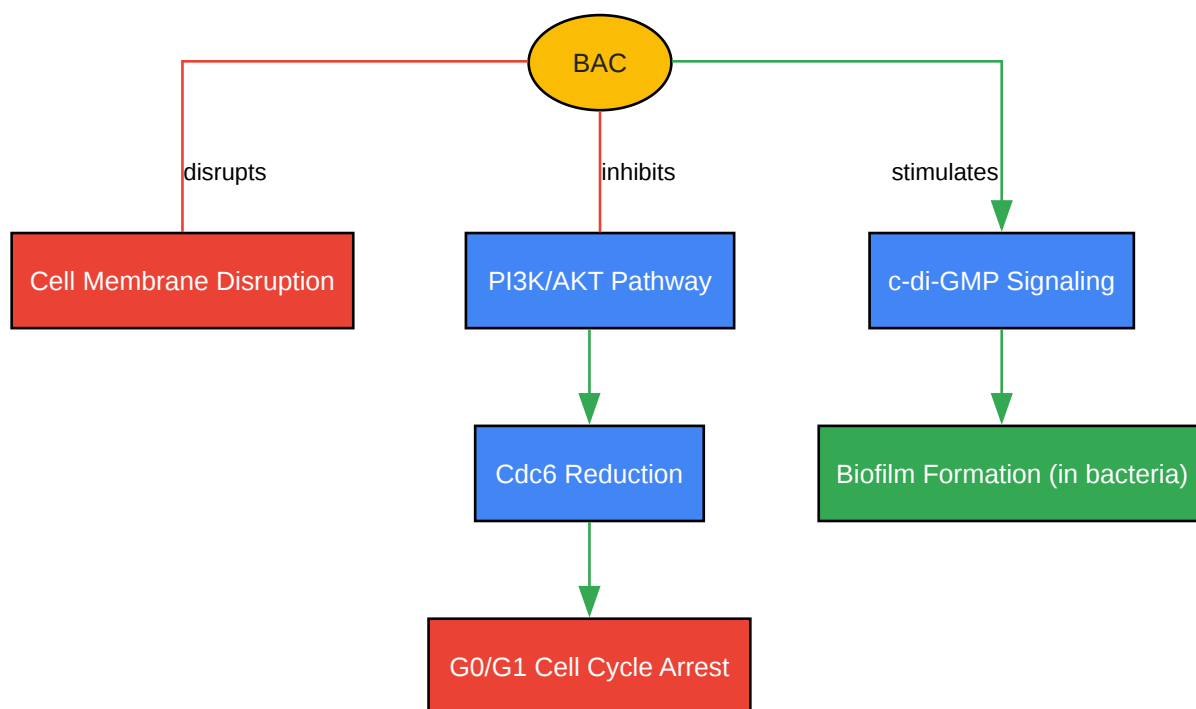 BAC
disrupts
inhibits
stimulates
Cell Membrane Disruption
PI3K/AKT Pathway
c-di-GMP Signaling
Cdc6 Reduction
Biofilm Formation (in bacteria)
G0/G1 Cell Cycle Arrest